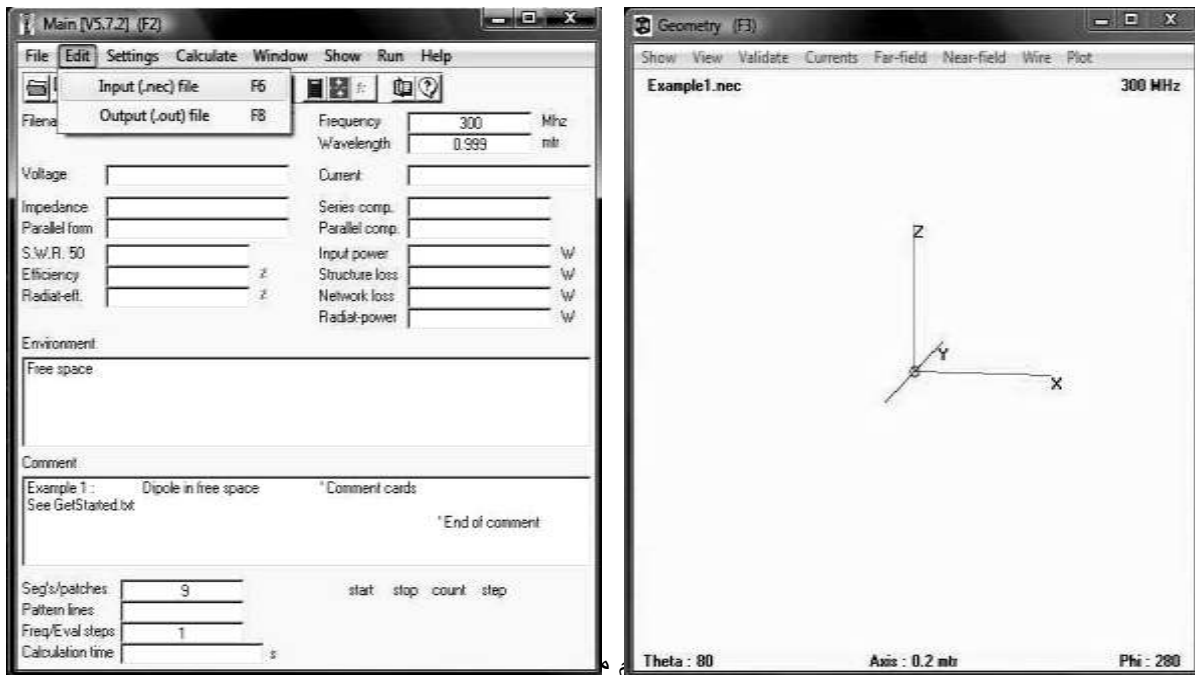 Main [V5.7.2] (F2)
File Edit Settings Calculate Window Show Run Help
Input (.nec) file F6
Output (.out) file F8
Filena
Frequency 300 Mhz
Wavelength 0.999 mtr
Voltage Current
Impedance Series comp.
Parallel form Parallel comp.
S.W.R. 50 Input power W
Efficiency % Structure loss W
Radiat-eff. % Network loss W
Radiat-power W
Environment
Free space
Comment
Example 1 : Dipole in free space ' Comment cards
See GetStarted.txt
' End of comment
Seg's/patches 9 start stop count step
Pattern lines
Freq/Eval steps 1
Calculation time s
Geometry (F3)
Show View Validate Currents Far-field Near-field Wire Plot
Example1.nec 300 MHz
Z
Y
X
Theta : 80 Axis : 0.2 mtr Phi : 280